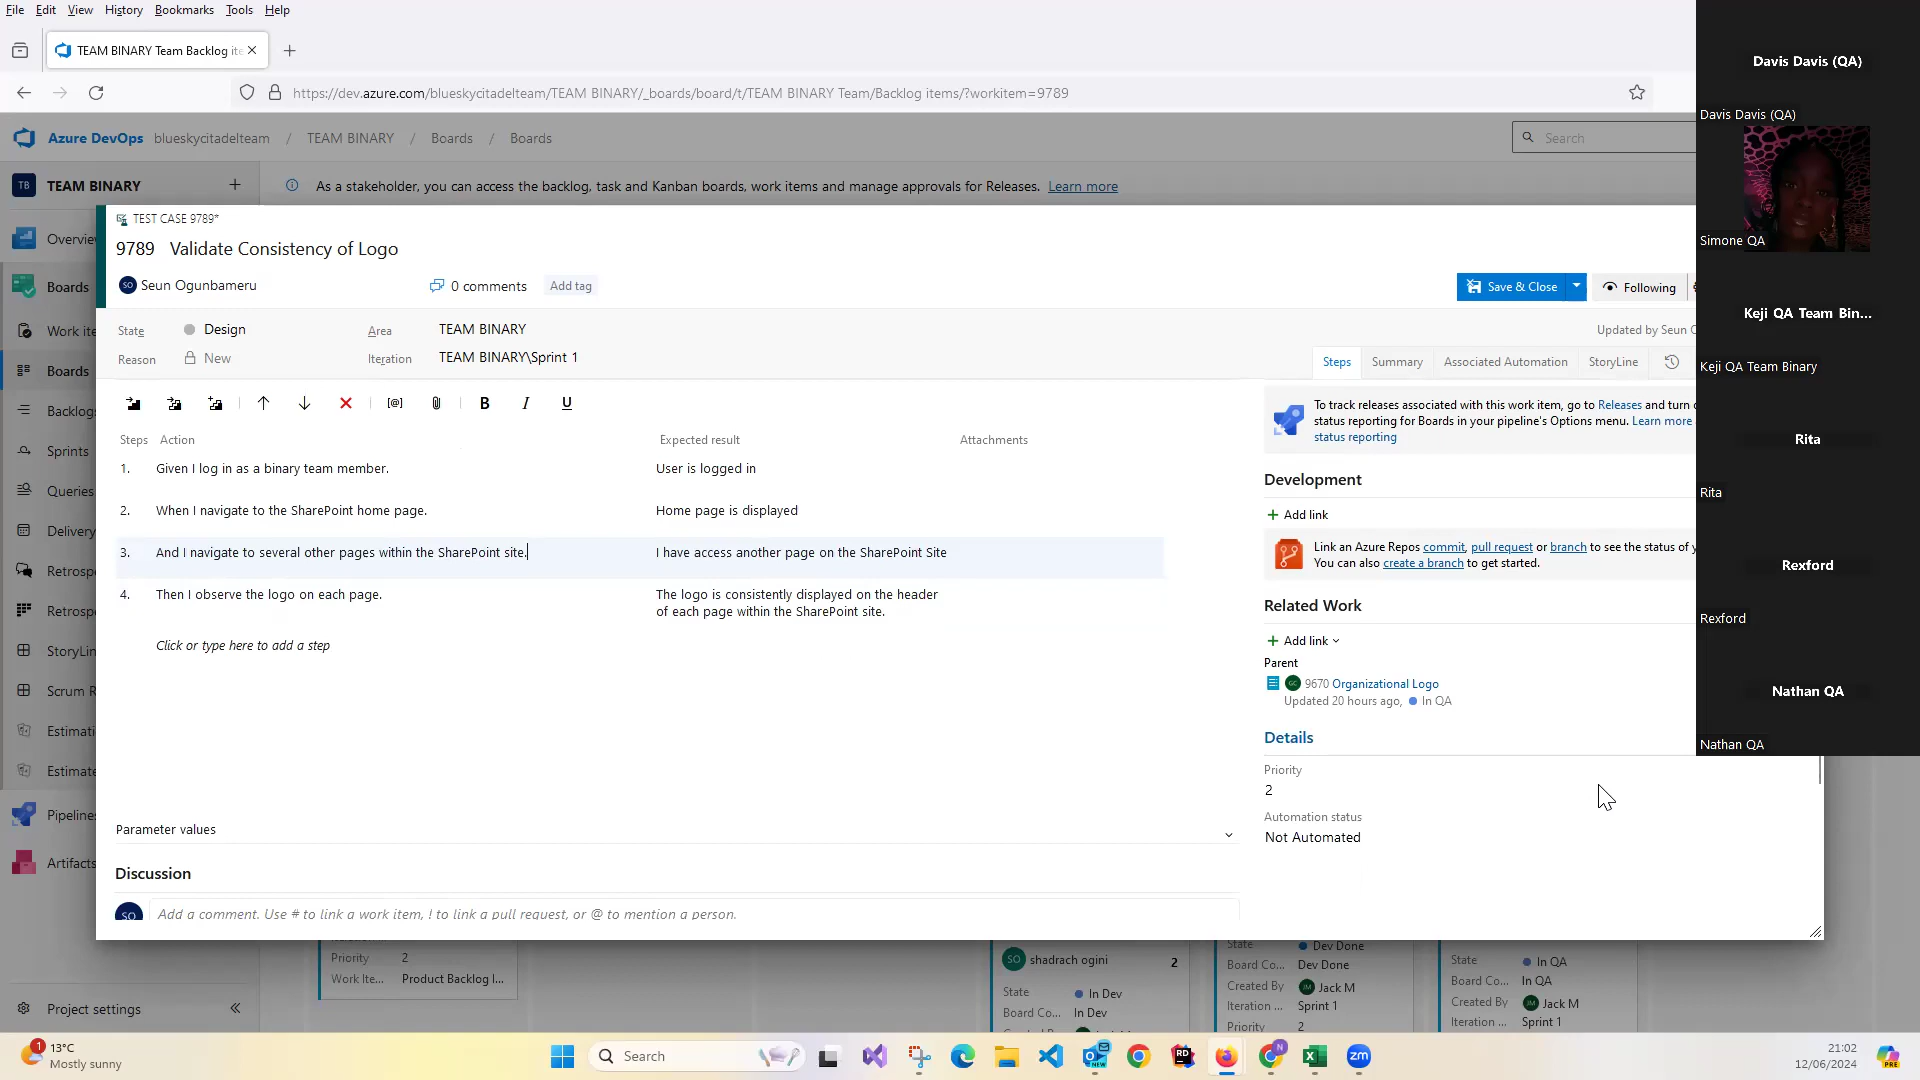 File Edit View History Bookmarks Tools Help
TEAM BINARY Team Backlog ite
https://dev.azure.com/blueskycitadelteam/TEAM BINARY/_boards/board/t/TEAM BINARY Team/Backlog items/?workitem=9789
Azure DevOps blueskycitadelteam / TEAM BINARY / Boards / Boards
Search
TB TEAM BINARY
As a stakeholder, you can access the backlog, task and Kanban boards, work items and manage approvals for Releases. Learn more
Overvie
Boards
Work ite
Boards
Backlog
Sprints
Queries
Delivery
Retrosp
Retrosp
StoryLin
Scrum R
Estimati
Estimate
Pipelines
Artifacts
Project settings
TEST CASE 9789*
9789 Validate Consistency of Logo
SO Seun Ogunbameru
0 comments
Add tag
Save & Close
Following
State Design
Area TEAM BINARY
Reason New
Iteration TEAM BINARY\Sprint 1
Updated by Seun O
Steps Summary Associated Automation StoryLine
[@] B I U
Steps Action Expected result Attachments
1. Given I log in as a binary team member. User is logged in
2. When I navigate to the SharePoint home page. Home page is displayed
3. And I navigate to several other pages within the SharePoint site. I have access another page on the SharePoint Site
4. Then I observe the logo on each page. The logo is consistently displayed on the header
of each page within the SharePoint site.
Click or type here to add a step
Parameter values
Discussion
SO Add a comment. Use # to link a work item, ! to link a pull request, or @ to mention a person.
To track releases associated with this work item, go to Releases and turn
status reporting for Boards in your pipeline's Options menu. Learn more
status reporting
Development
Add link
Link an Azure Repos commit, pull request or branch to see the status of
You can also create a branch to get started.
Related Work
Add link
Parent
GC 9670 Organizational Logo
Updated 20 hours ago, In QA
Details
Priority
2
Automation status
Not Automated
Priority 2
Work Ite... Product Backlog I...
SO shadrach ogini 2
State In Dev
Board Co... In Dev
State Dev Done
Board Co... Dev Done
Created By JM Jack M
Iteration ... Sprint 1
Priority 2
State In QA
Board Co... In QA
Created By JM Jack M
Iteration ... Sprint 1
Davis Davis (QA)
Davis Davis (QA)
Simone QA
Keji QA Team Bin...
Keji QA Team Binary
Rita
Rita
Rexford
Rexford
Nathan QA
Nathan QA
1
13°C
Mostly sunny
Search
NEW
RD
N
zm
21:02
12/06/2024
PRE